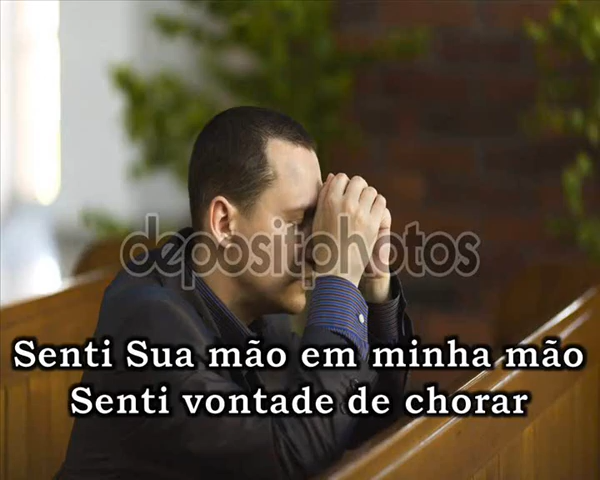 depositphotos
Senti Sua mão em minha mão
Senti vontade de chorar